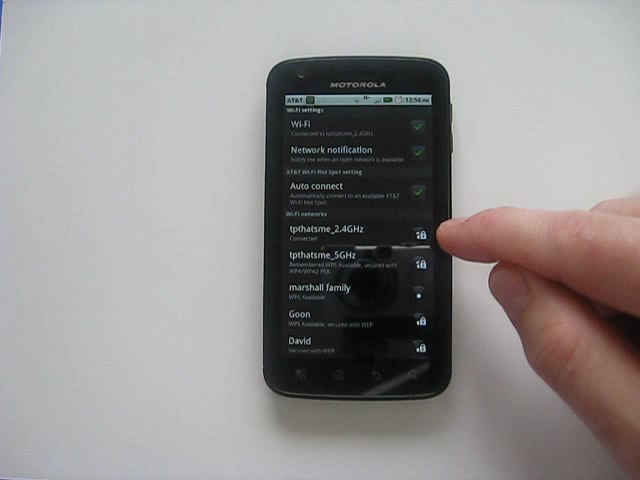 MOTOROLA
AT&T 12:56 PM
Wi-Fi settings
Wi-Fi
Connected to tpthatsme_2.4GHz
Network notification
Notify me when an open network is available
AT&T Wi-Fi Hot Spot setting
Auto connect
Automatically connect to an available AT&T
Wi-Fi Hot Spot
Wi-Fi networks
tpthatsme_2.4GHz
Connected
tpthatsme_5GHz
Remembered,WPS Available, secured with
WPA/WPA2 PSK
marshall family
WPS Available
Goon
WPS Available, secured with WEP
David
Secured with WEP